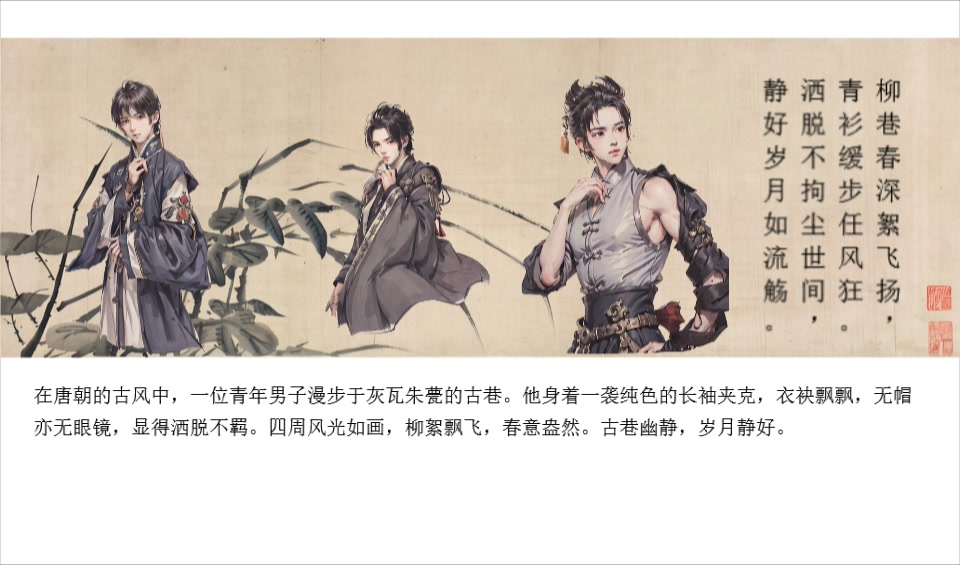 柳巷春深絮飞扬，
青衫缓步任风狂。
洒脱不拘尘世间，
静好岁月如流觞。
在唐朝的古风中，一位青年男子漫步于灰瓦朱甍的古巷。他身着一袭纯色的长袖夹克，衣袂飘飘，无帽
亦无眼镜，显得洒脱不羁。四周风光如画，柳絮飘飞，春意盎然。古巷幽静，岁月静好。